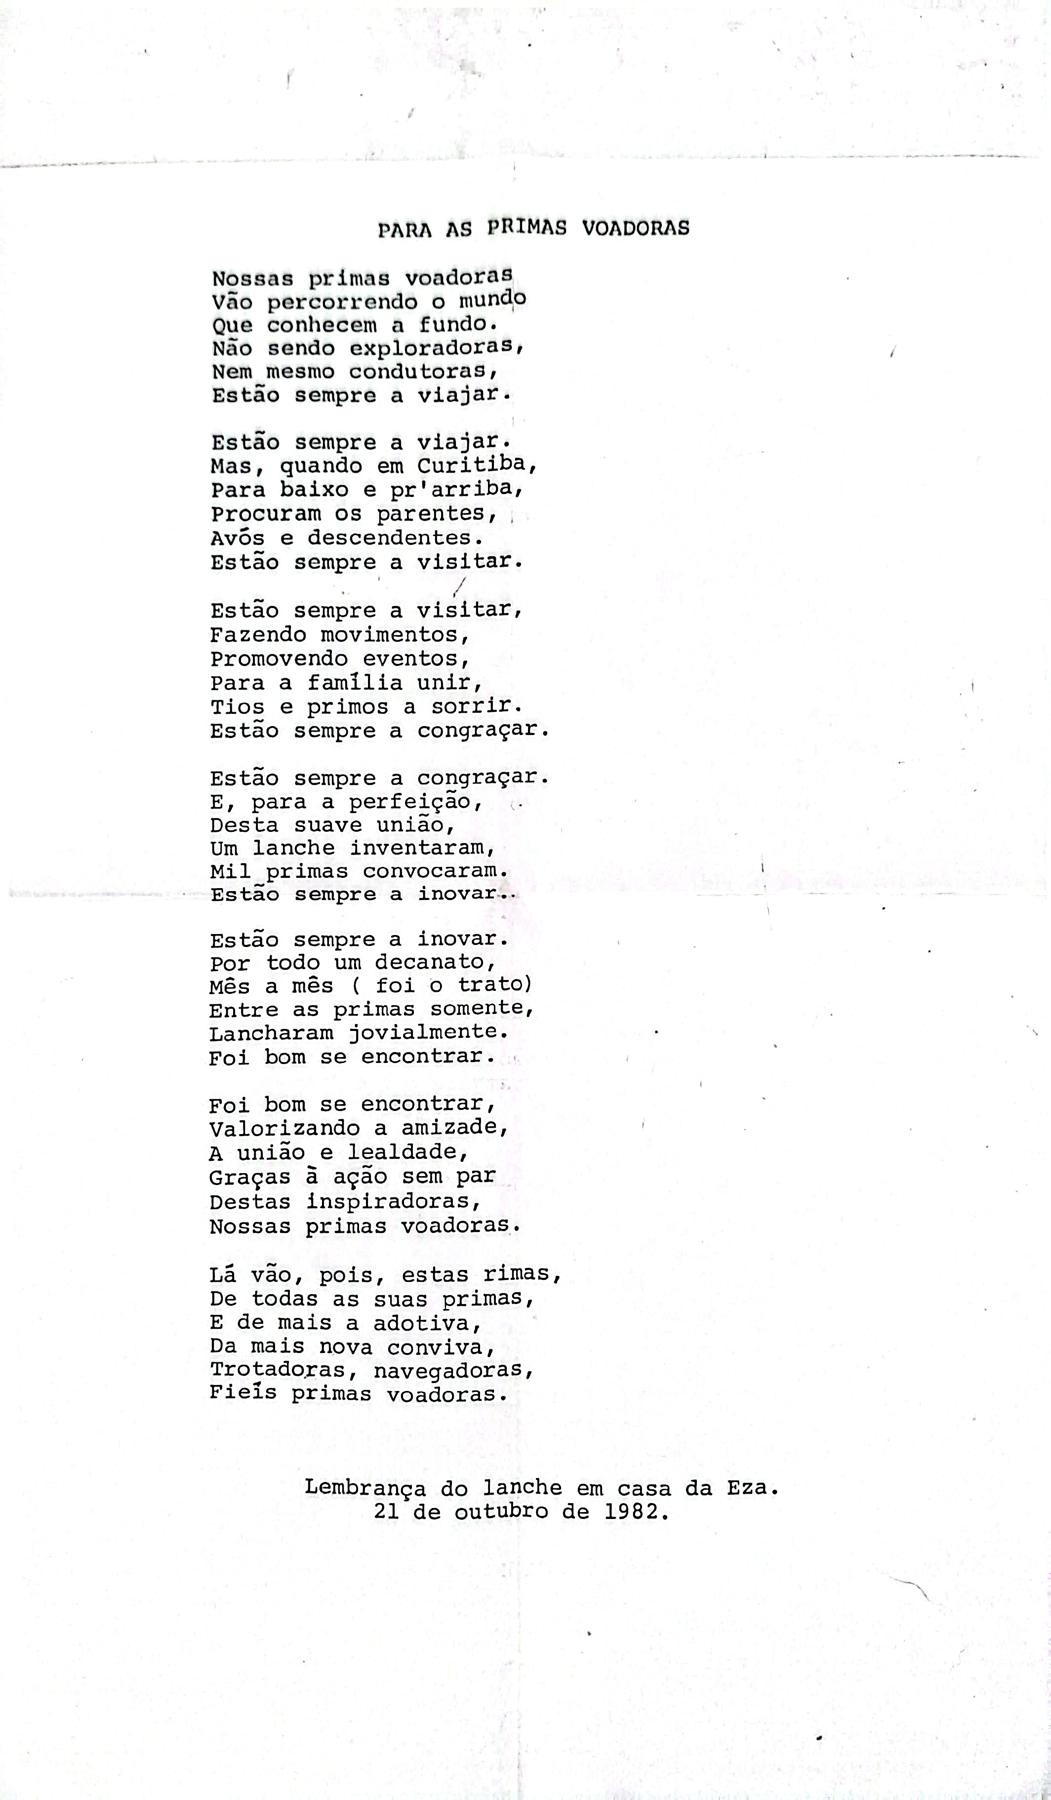 PARA AS PRIMAS VOADORAS
Nossas primas voadoras
Vão percorrendo o mundo
Que conhecem a fundo.
Não sendo exploradoras,
Nem mesmo condutoras,
Estão sempre a viajar.
Estão sempre a viajar.
Mas, quando em Curitiba,
Para baixo e pr'arriba,
Procuram os parentes,
Avós e descendentes.
Estão sempre a visitar.
Estão sempre a visitar,
Fazendo movimentos,
Promovendo eventos,
Para a família unir,
Tios e primos a sorrir.
Estão sempre a congraçar.
Estão sempre a congraçar.
E, para a perfeição,
Desta suave união,
Um lanche inventaram,
Mil primas convocaram.
Estão sempre a inovar..
Estão sempre a inovar.
Por todo um decanato,
Mês a mês ( foi o trato)
Entre as primas somente,
Lancharam jovialmente.
Foi bom se encontrar.
Foi bom se encontrar,
Valorizando a amizade,
A união e lealdade,
Graças à ação sem par
Destas inspiradoras,
Nossas primas voadoras.
Lá vão, pois, estas rimas,
De todas as suas primas,
E de mais a adotiva,
Da mais nova conviva,
Trotadoras, navegadoras,
Fieís primas voadoras.
Lembrança do lanche em casa da Eza.
21 de outubro de 1982.